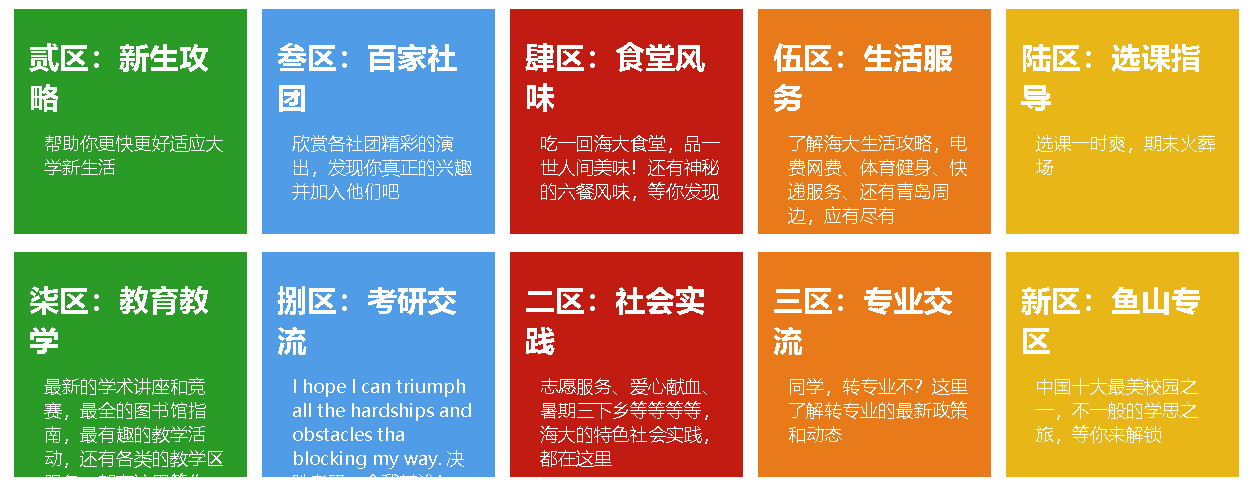 贰区：新生攻
略
帮助你更快更好适应大
学新生活
叁区：百家社
团
欣赏各社团精彩的演
出，发现你真正的兴趣
并加入他们吧
肆区：食堂风
味
吃一回海大食堂，品一
世人间美味！还有神秘
的六餐风味，等你发现
伍区：生活服
务
了解海大生活攻略，电
费网费、体育健身、快
递服务、还有青岛周
边，应有尽有
陆区：选课指
导
选课一时爽，期末火葬
场
柒区：教育教
学
最新的学术讲座和竞
赛，最全的图书馆指
南，最有趣的教学活
动，还有各类的教学区
捌区：考研交
流
I hope I can triumph
all the hardships and
obstacles tha
blocking my way. 决
二区：社会实
践
志愿服务、爱心献血、
暑期三下乡等等等等，
海大的特色社会实践，
都在这里
三区：专业交
流
同学，转专业不？这里
了解转专业的最新政策
和动态
新区：鱼山专
区
中国十大最美校园之
一，不一般的学思之
旅，等你来解锁